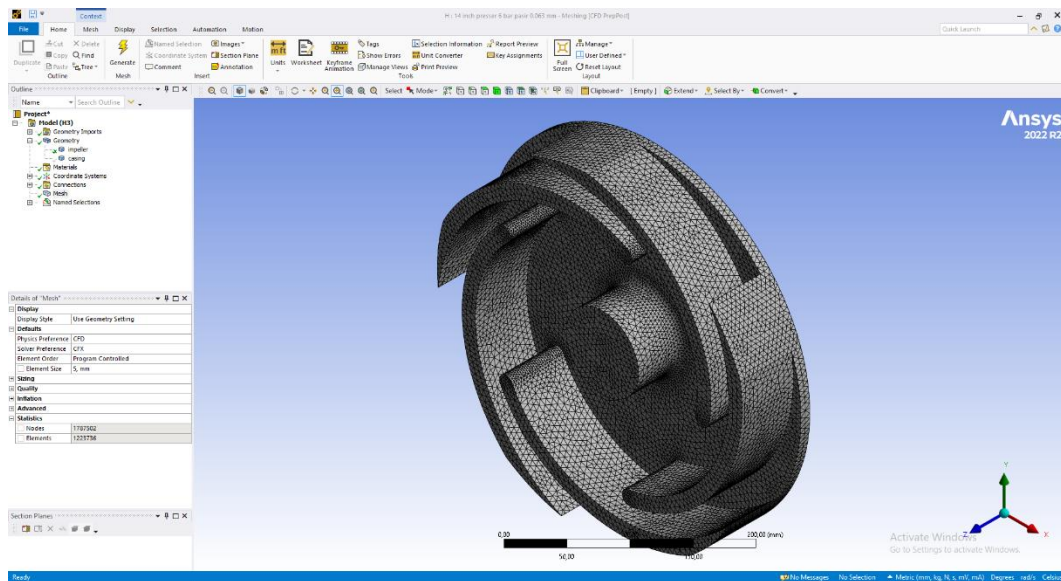 Context
H : 14 inch presser 6 bar pasir 0.063 mm - Meshing [CFD PrepPost]
File Home Mesh Display Selection Automation Motion
Quick Launch
Duplicate
Cut
Delete
Copy
Find
Paste
Tree
Outline
Generate
Mesh
Named Selection
Coordinate System
Comment
Images
Section Plane
Annotation
Insert
Units
Worksheet
Keyframe
Animation
Tags
Show Errors
Manage Views
Selection Information
Unit Converter
Print Preview
Report Preview
Key Assignments
Tools
Full
Screen
Manage
User Defined
Reset Layout
Layout
Outline
Name
Search Outline
Select Mode Clipboard [Empty] Extend Select By Convert
Project*
Model (H3)
Geometry Imports
Geometry
impeller
casing
Materials
Coordinate Systems
Connections
Mesh
Named Selections
Ansys
2022 R2
Details of "Mesh"
Display
Display Style Use Geometry Setting
Defaults
Physics Preference CFD
Solver Preference CFX
Element Order Program Controlled
Element Size 5, mm
Sizing
Quality
Inflation
Advanced
Statistics
Nodes
Elements
Section Planes
0,00
200,00 (mm)
50,00
150,00
Y
Z
X
Activate Windows
Go to Settings to activate Windows.
Ready
No Messages No Selection Metric (mm, kg, N, s, mV, mA) Degrees rad/s Celsius